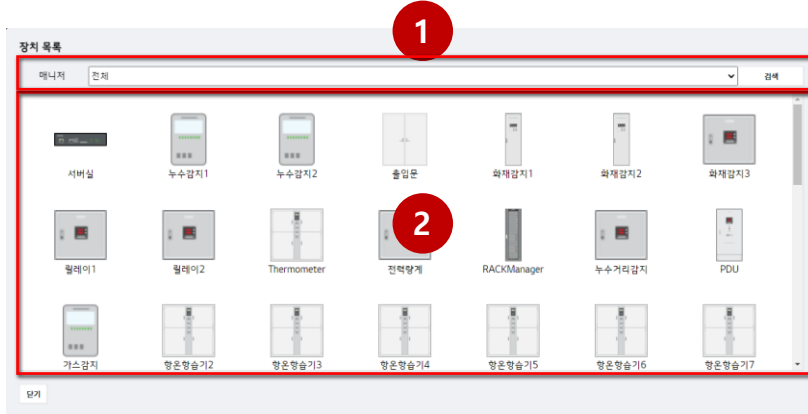 1
장치 목록
매니저 전체 검색
서버실 누수감지1 누수감지2 출입문 화재감지1 화재감지2 화재감지3
2
릴레이1 릴레이2 Thermometer 전력량계 RACKManager 누수거리감지 PDU
가스감지 항온항습기2 항온항습기3 항온항습기4 항온항습기5 항온항습기6 항온항습기7
닫기